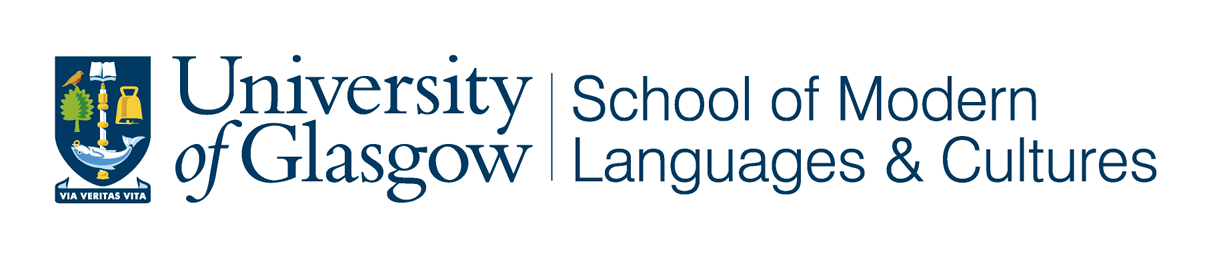 University
of Glasgow
School of Modern
Languages & Cultures
VIA VERITAS VITA